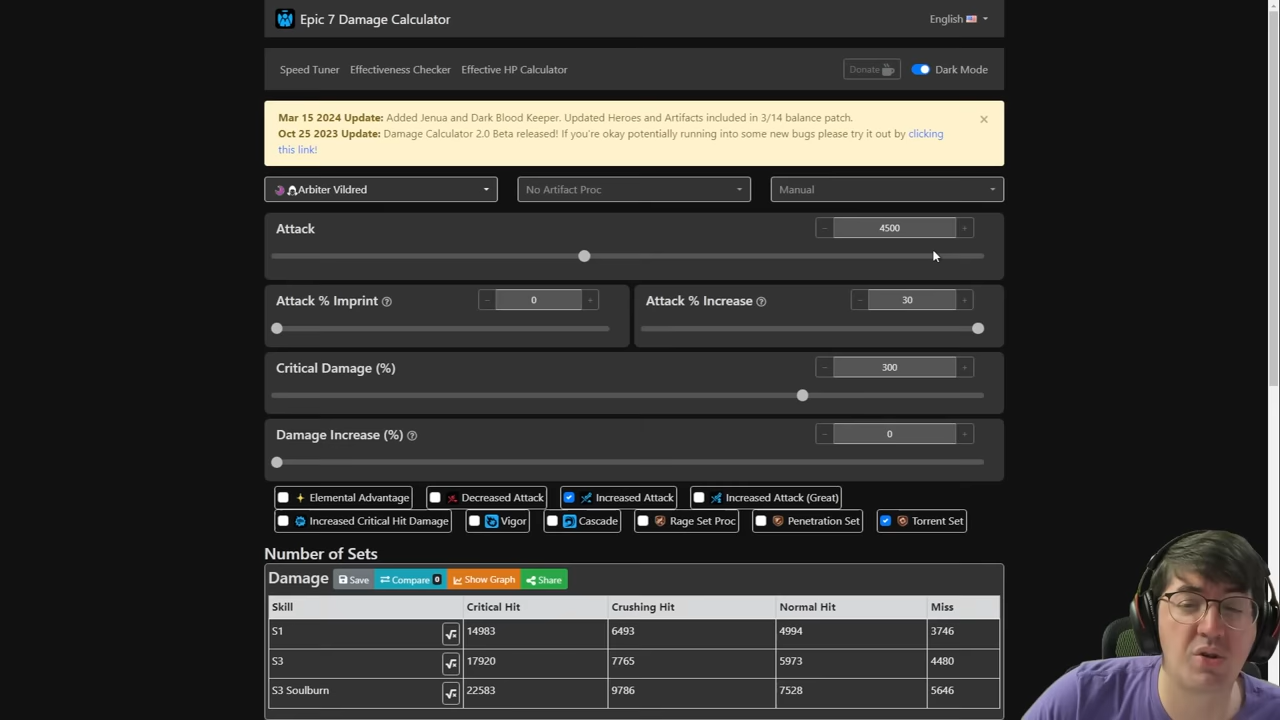 Epic 7 Damage Calculator
English
Speed Tuner Effectiveness Checker Effective HP Calculator
Donate
Dark Mode
Mar 15 2024 Update: Added Jenua and Dark Blood Keeper. Updated Heroes and Artifacts included in 3/14 balance patch.
Oct 25 2023 Update: Damage Calculator 2.0 Beta released! If you're okay potentially running into some new bugs please try it out by clicking
this link!
×
Arbiter Vildred
No Artifact Proc
Manual
Attack
- 4500 +
Attack % Imprint ?
- 0 +
Attack % Increase ?
- 30 +
Critical Damage (%)
- 300 +
Damage Increase (%) ?
- 0 +
Elemental Advantage Decreased Attack Increased Attack Increased Attack (Great)
Increased Critical Hit Damage Vigor Cascade Rage Set Proc Penetration Set Torrent Set
Number of Sets
Damage Save Compare 0 Show Graph Share
Skill Critical Hit Crushing Hit Normal Hit Miss
S1 14983 6493 4994 3746
S3 17920 7765 5973 4480
S3 Soulburn 22583 9786 7528 5646